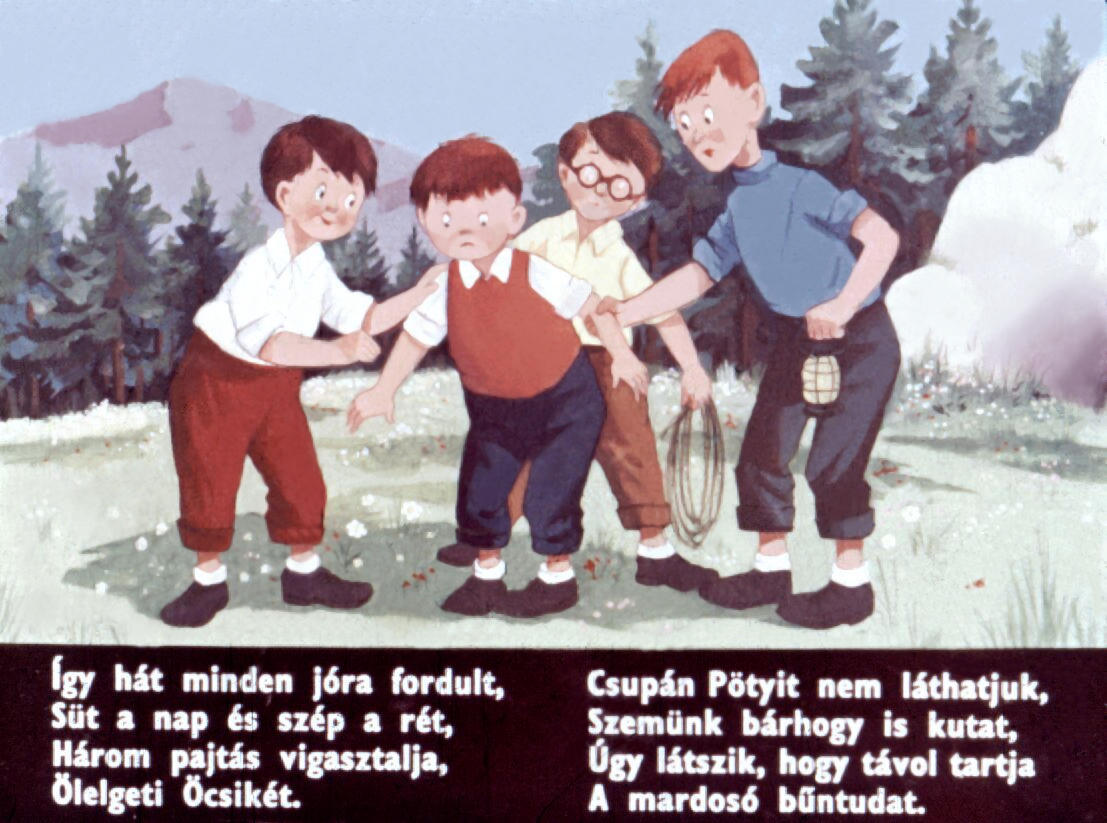 Így hát minden jóra fordult,
Süt a nap és szép a rét,
Három pajtás vigasztalja,
Ölelgeti Öcsikét.
Csupán Pötyit nem láthatjuk,
Szemünk bárhogy is kutat,
Úgy látszik, hogy távol tartja
A mardosó bűntudat.